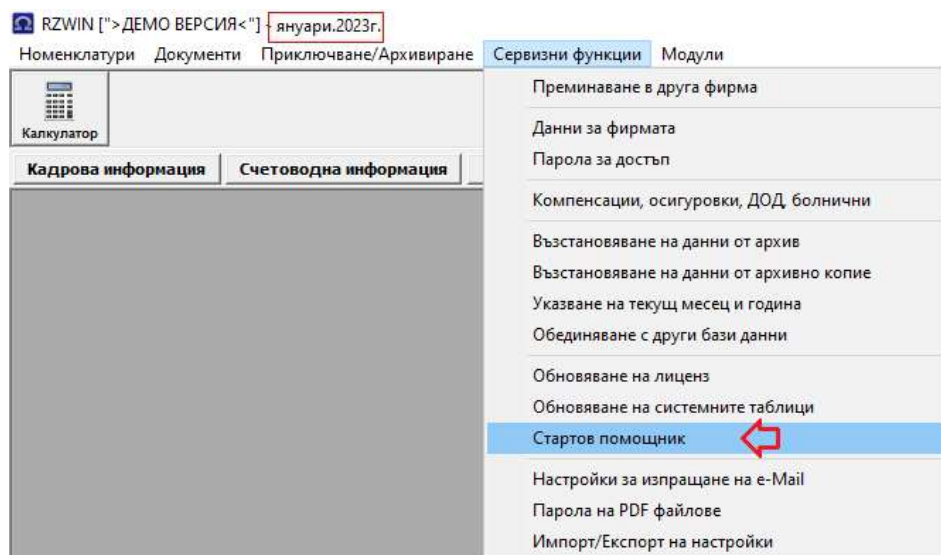 RZWIN [">ДЕМО ВЕРСИЯ<"] - януари.2023г.
Номенклатури Документи Приключване/Архивиране Сервизни функции Модули
Калкулатор
Кадрова информация Счетоводна информация
Преминаване в друга фирма
Данни за фирмата
Парола за достъп
Компенсации, осигуровки, ДОД, болнични
Възстановяване на данни от архив
Възстановяване на данни от архивно копие
Указване на текущ месец и година
Обединяване с други бази данни
Обновяване на лиценз
Обновяване на системните таблици
Стартов помощник
Настройки за изпращане на e-Mail
Парола на PDF файлове
Импорт/Експорт на настройки